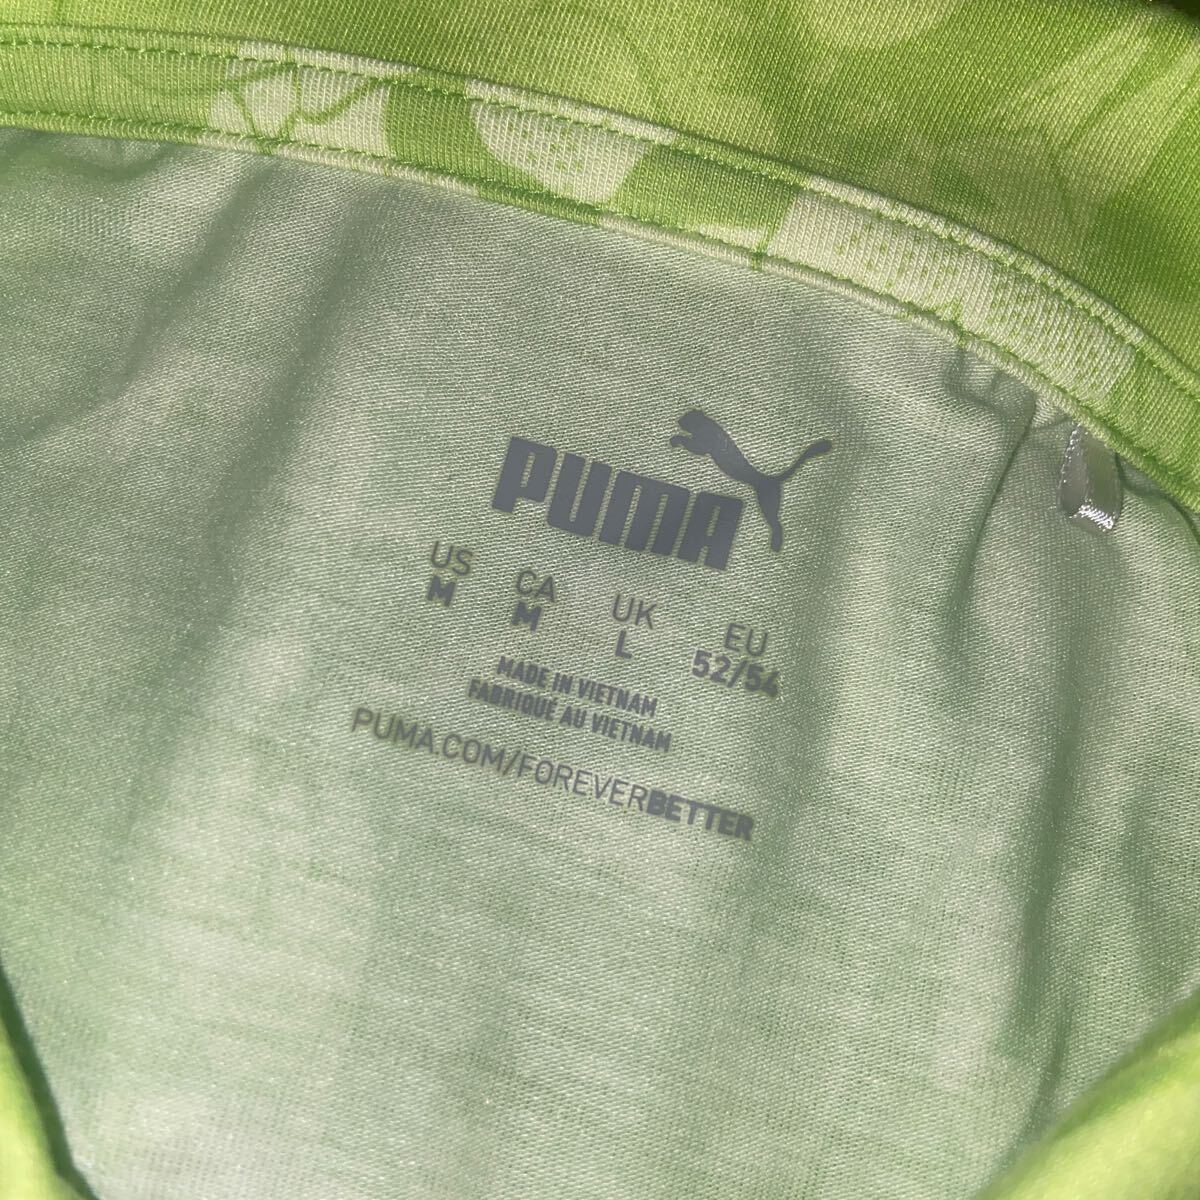 PUMA
US CA UK EU
M M L 52/54
MADE IN VIETNAM
FABRIQUÉ AU VIETNAM
PUMA.COM/FOREVERBETTER